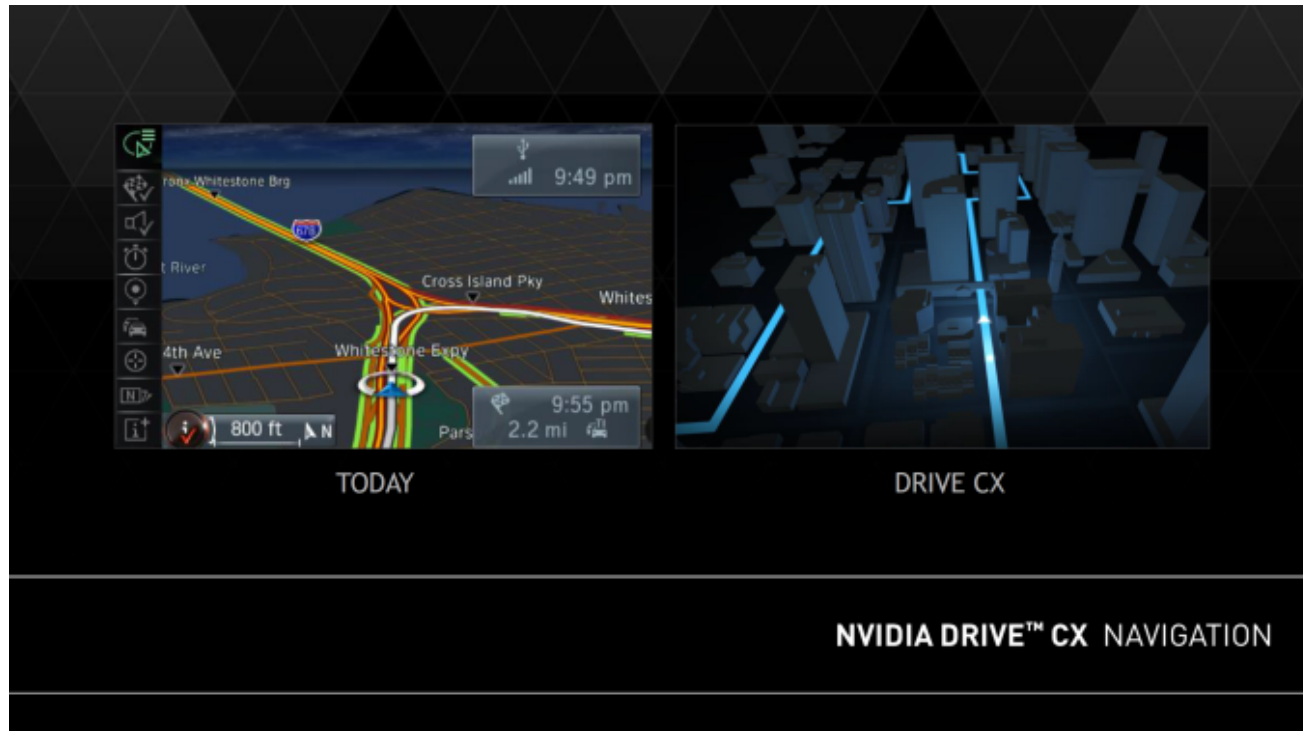 9:49 pm
ronx Whitestone Brg
678
t River
Cross Island Pky
Whites
4th Ave
Whitestone Expy
9:55 pm
2.2 mi
800 ft
N
Pars
TODAY
DRIVE CX
NVIDIA DRIVE™ CX NAVIGATION